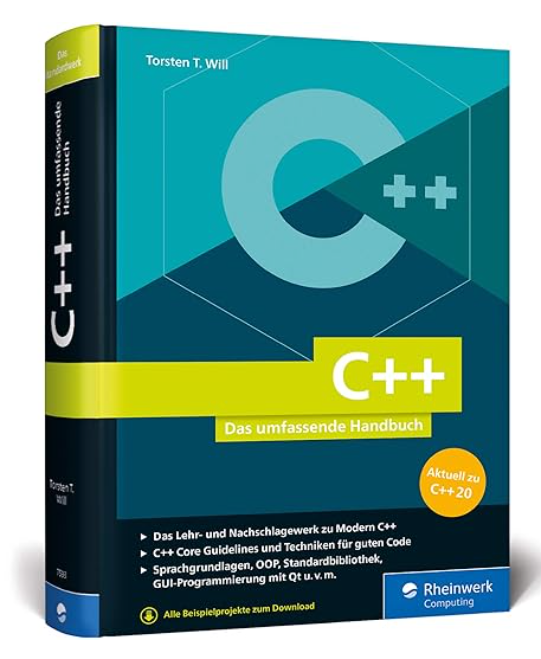 Das
Standardwerk
Das umfassende
Handbuch
C++
Torsten T.
Will
Torsten T. Will
C++
C++
Das umfassende Handbuch
Aktuell zu
C++20
▸ Das Lehr- und Nachschlagewerk zu Modern C++
▸ C++ Core Guidelines und Techniken für guten Code
▸ Sprachgrundlagen, OOP, Standardbibliothek,
GUI-Programmierung mit Qt u. v. m.
Alle Beispielprojekte zum Download
Rheinwerk
Computing